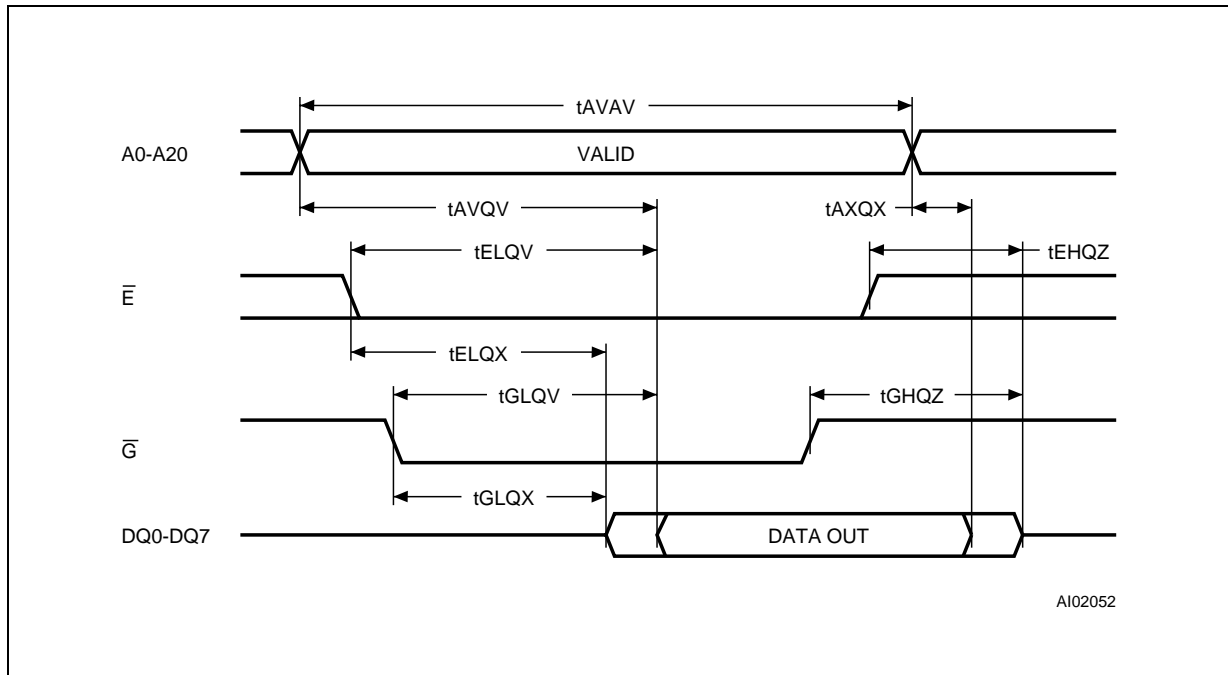 tAVAV
A0-A20
VALID
tAVQV
tAXQX
tELQV
tEHQZ
E̅
tELQX
tGLQV
tGHQZ
G̅
tGLQX
DQ0-DQ7
DATA OUT
AI02052